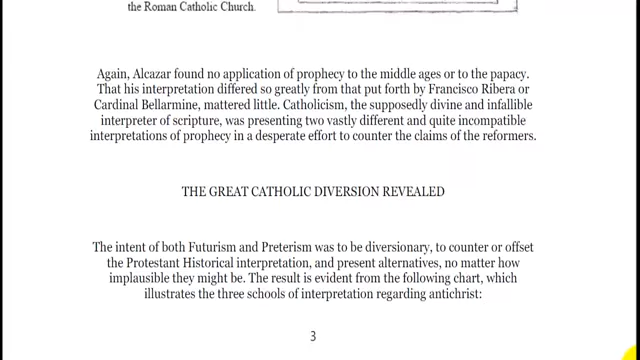 the Roman Catholic Church.
Again, Alcazar found no application of prophecy to the middle ages or to the papacy.
That his interpretation differed so greatly from that put forth by Francisco Ribera or
Cardinal Bellarmine, mattered little. Catholicism, the supposedly divine and infallible
interpreter of scripture, was presenting two vastly different and quite incompatible
interpretations of prophecy in a desperate effort to counter the claims of the reformers.
THE GREAT CATHOLIC DIVERSION REVEALED
The intent of both Futurism and Preterism was to be diversionary, to counter or offset
the Protestant Historical interpretation, and present alternatives, no matter how
implausible they might be. The result is evident from the following chart, which
illustrates the three schools of interpretation regarding antichrist:
3